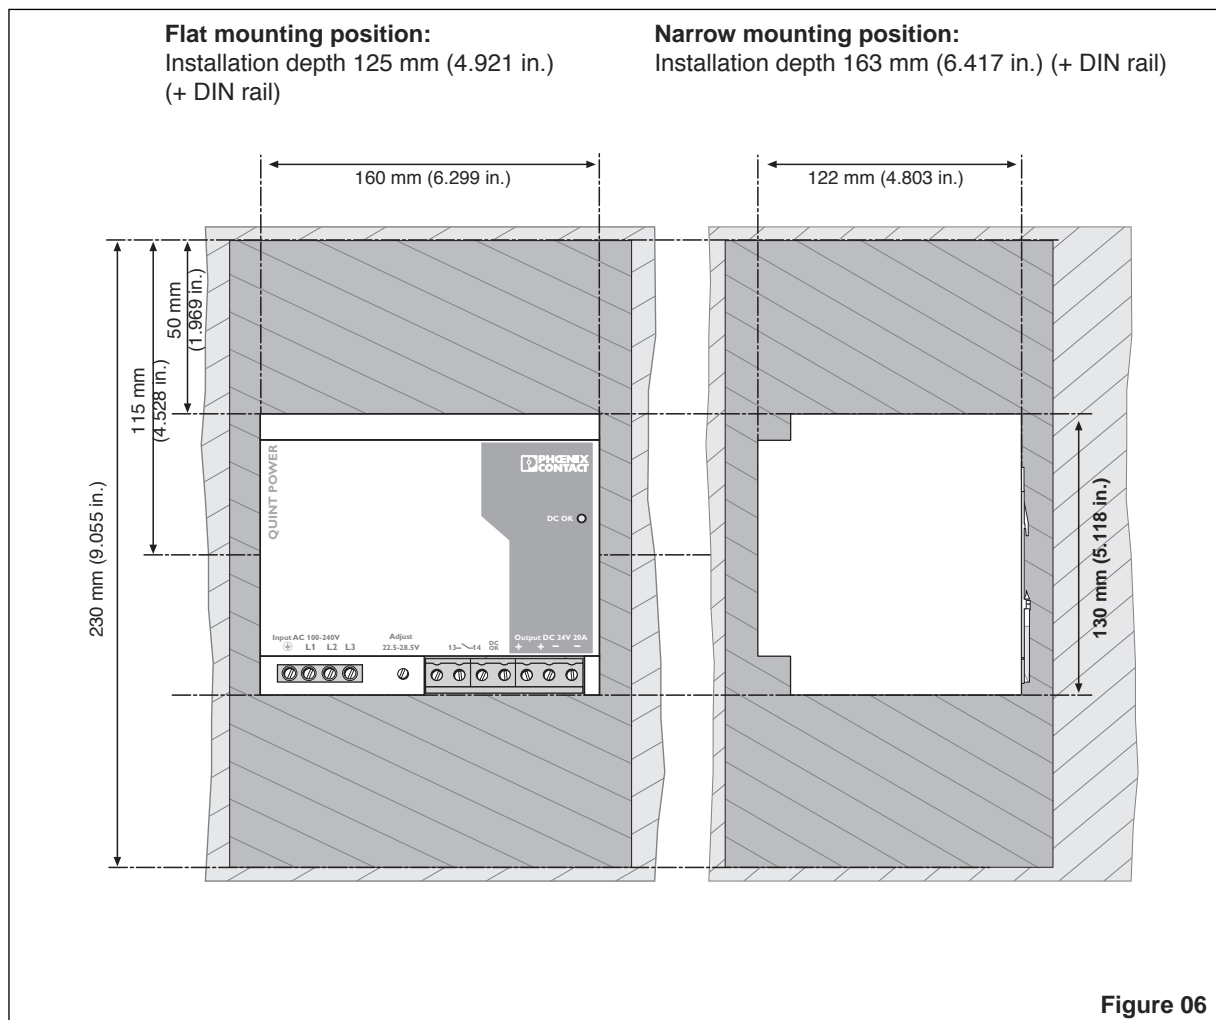 Flat mounting position:
Installation depth 125 mm (4.921 in.)
(+ DIN rail)
Narrow mounting position:
Installation depth 163 mm (6.417 in.) (+ DIN rail)
160 mm (6.299 in.)
122 mm (4.803 in.)
50 mm
(1.969 in.)
115 mm
(4.528 in.)
230 mm (9.055 in.)
130 mm (5.118 in.)
QUINT POWER
PHŒNIX
CONTACT
DC OK
Input AC 100-240V
L1 L2 L3
Adjust
22.5-28.5V
13 14
DC
OK
Output DC 24V 20A
+ + – –
Figure 06